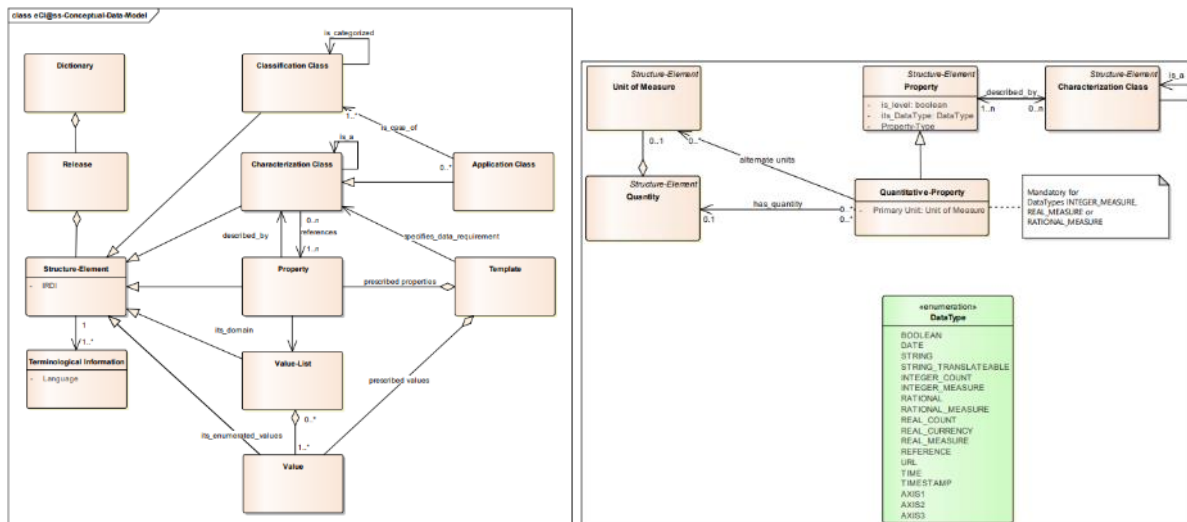 class eCl@ss-Conceptual-Data-Model
is_categorized
Dictionary
Classification Class
1..*
is_case_of
is_a
Release
Characterization Class
0..*
Application Class
0..n
references
described_by
1..n
specifies_data_requirement
Structure-Element
- IRDI
Property
prescribed properties
Template
1
1..*
its_domain
Terminological Information
- Language
Value-List
prescribed values
0..*
its_enumerated_values
1..*
Value
Structure-Element
Unit of Measure
Structure-Element
Property
- is_level: boolean
- its_DataType: DataType
- Property-Type
described_by
1..n
0..n
Structure-Element
Characterization Class
is_a
0..1
0..*
alternate units
Structure-Element
Quantity
has_quantity
0..1
0..*
0..*
Quantitative-Property
- Primary Unit: Unit of Measure
Mandatory for
DataTypes INTEGER_MEASURE,
REAL_MEASURE or
RATIONAL_MEASURE
«enumeration»
DataType
BOOLEAN
DATE
STRING
STRING_TRANSLATEABLE
INTEGER_COUNT
INTEGER_MEASURE
RATIONAL
RATIONAL_MEASURE
REAL_COUNT
REAL_CURRENCY
REAL_MEASURE
REFERENCE
URL
TIME
TIMESTAMP
AXIS1
AXIS2
AXIS3